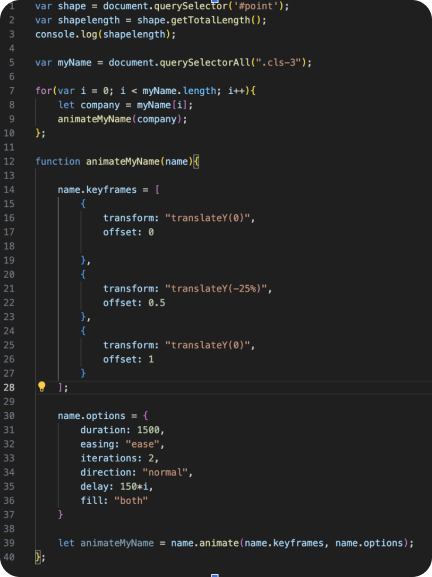 1 var shape = document.querySelector('#point');
2 var shapelength = shape.getTotalLength();
3 console.log(shapelength);
4
5 var myName = document.querySelectorAll(".cls-3");
6
7 for(var i = 0; i < myName.length; i++){
8 let company = myName[i];
9 animateMyName(company);
10 };
11
12 function animateMyName(name){
13
14 name.keyframes = [
15 {
16 transform: "translateY(0)",
17 offset: 0
18
19 },
20 {
21 transform: "translateY(-25%)",
22 offset: 0.5
23 },
24 {
25 transform: "translateY(0)",
26 offset: 1
27 }
28 ];
29
30 name.options = {
31 duration: 1500,
32 easing: "ease",
33 iterations: 2,
34 direction: "normal",
35 delay: 150*i,
36 fill: "both"
37 }
38
39 let animateMyName = name.animate(name.keyframes, name.options);
40 };